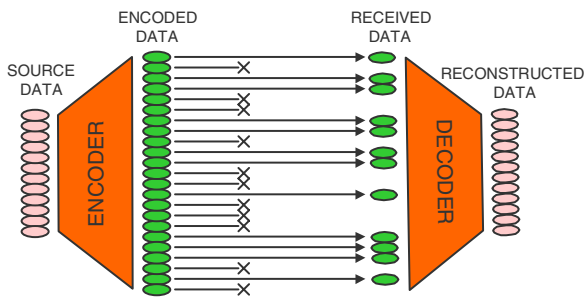 ENCODED
DATA
RECEIVED
DATA
SOURCE
DATA
RECONSTRUCTED
DATA
ENCODER
DECODER